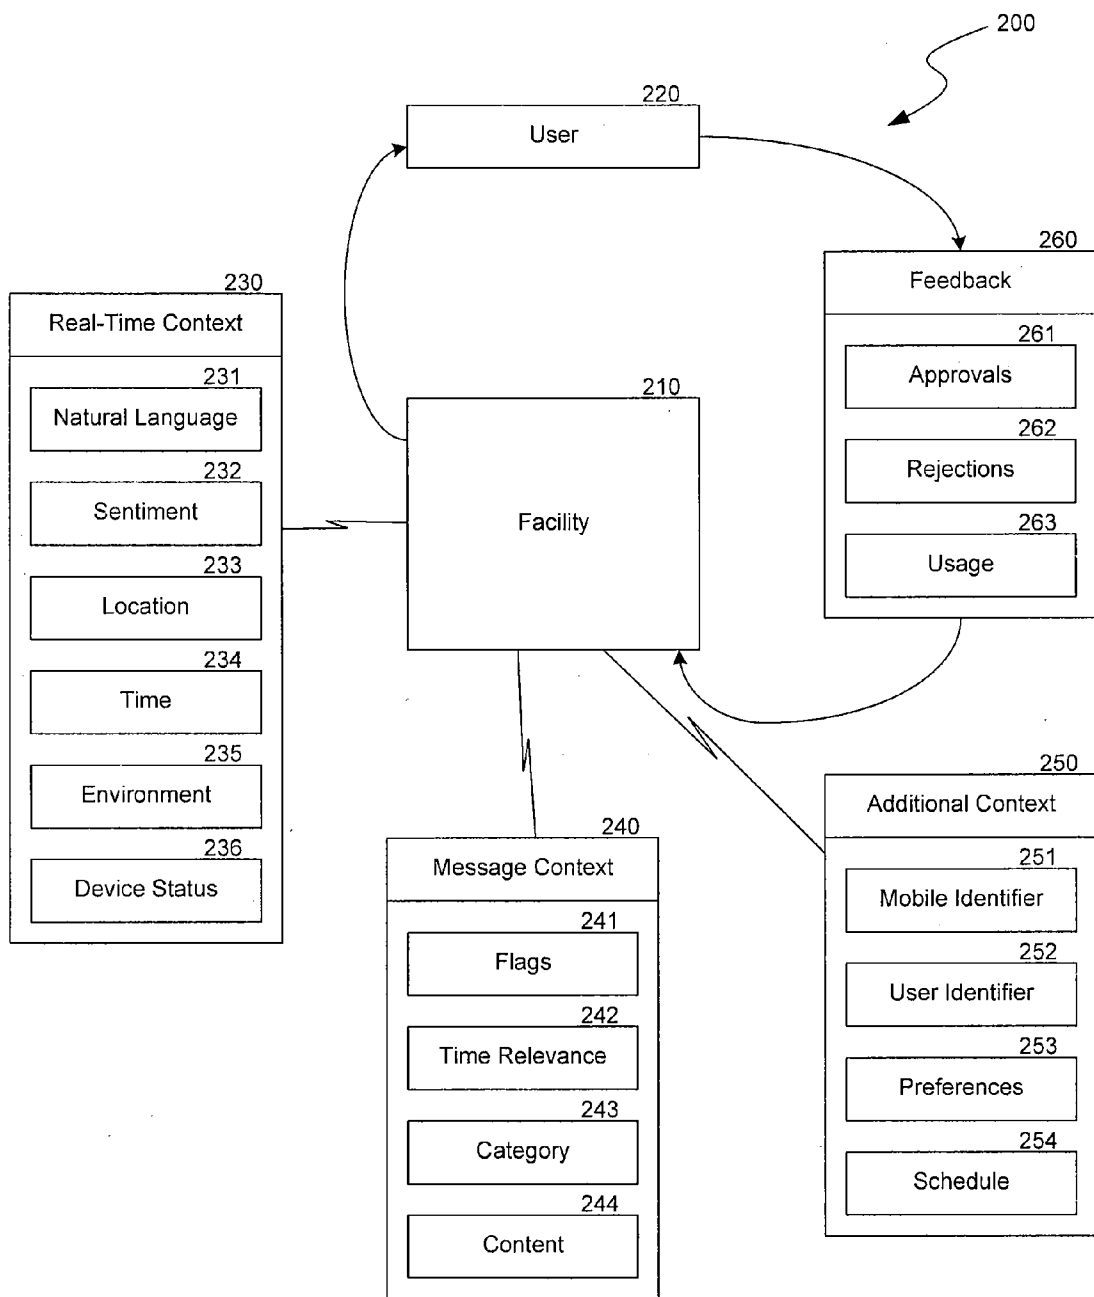 200
220
User
260
Feedback
261
Approvals
262
Rejections
263
Usage
230
Real-Time Context
231
Natural Language
232
Sentiment
233
Location
234
Time
235
Environment
236
Device Status
210
Facility
240
Message Context
241
Flags
242
Time Relevance
243
Category
244
Content
250
Additional Context
251
Mobile Identifier
252
User Identifier
253
Preferences
254
Schedule